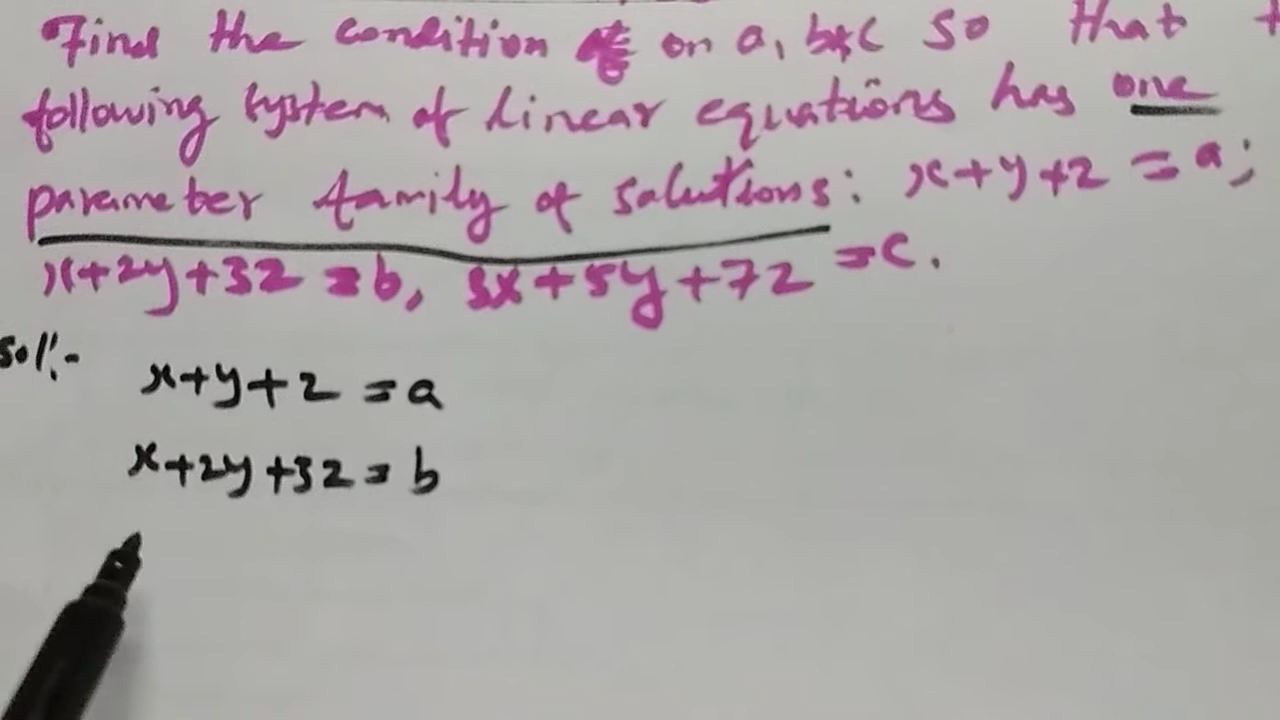 Find the condition on a, b & c so that t
following system of linear equations has one
parameter family of solutions: x+y+z = a;
x+2y+3z = b, 3x+5y+7z = c.
Sol:-
x+y+z = a
x+2y+3z = b